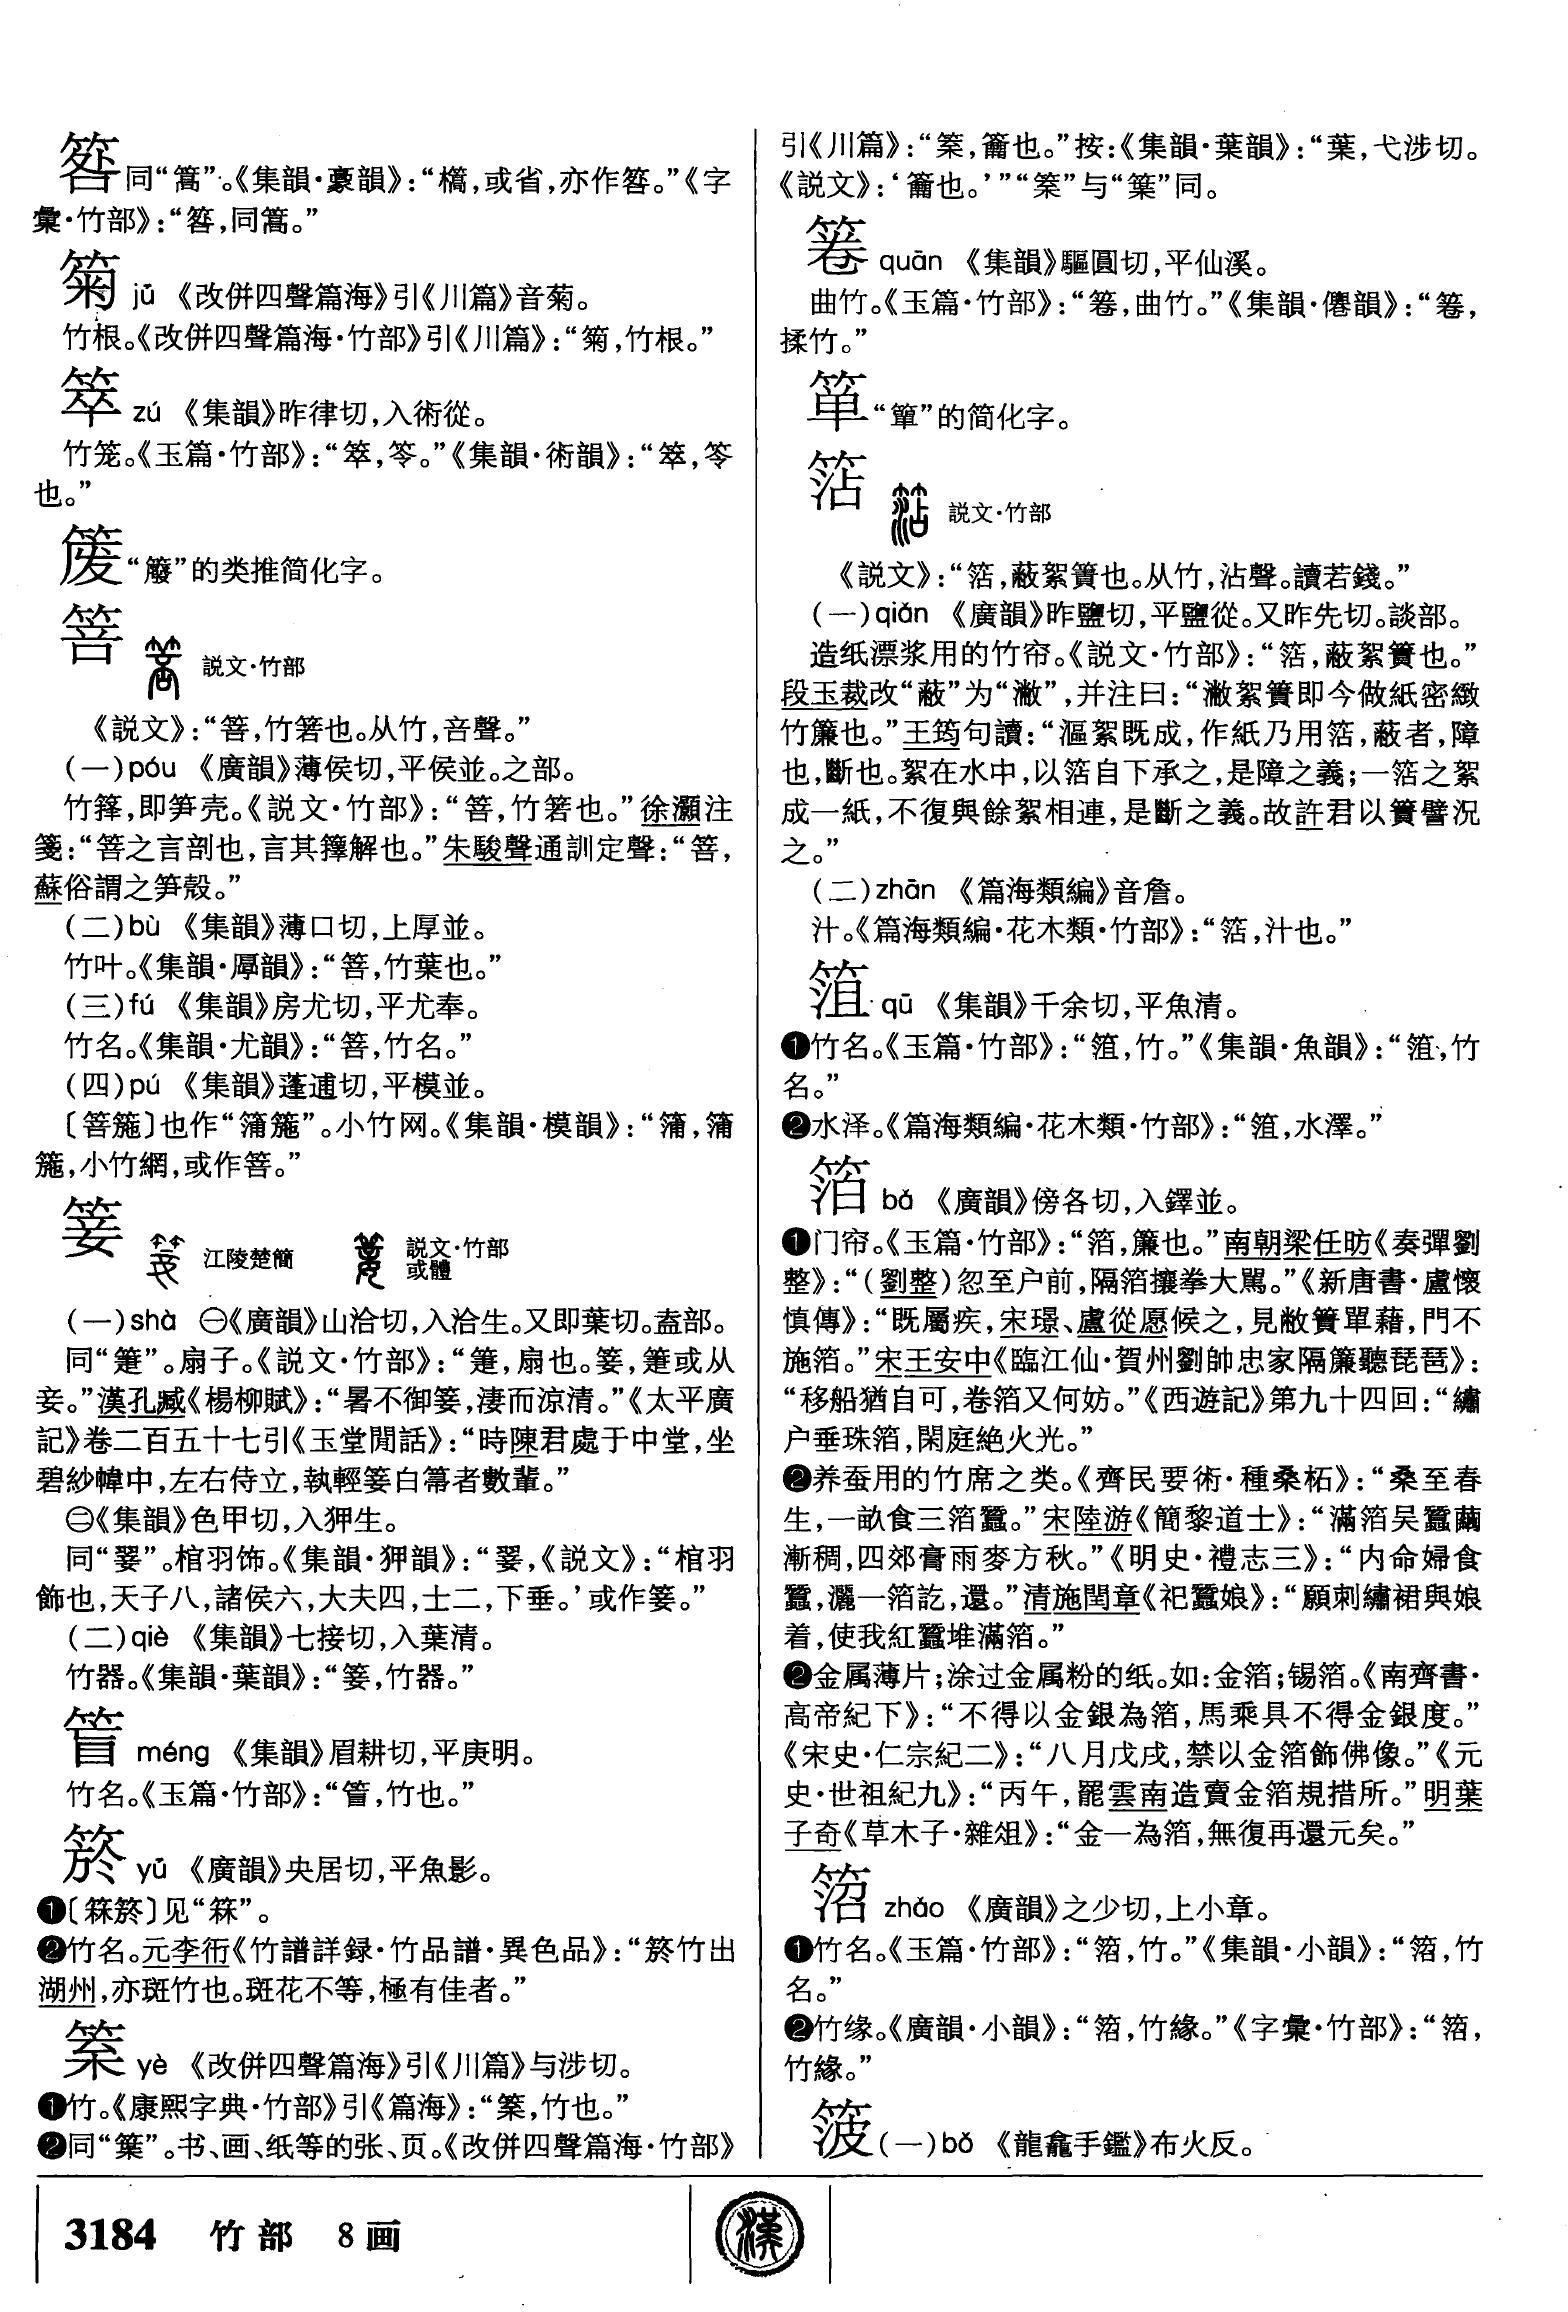 𥮉同“篙”。《集韻·豪韻》：“檇，或省，亦作𥮉。”《字
彙·竹部》：“𥮉，同篙。”
𥮗 jú 《改併四聲篇海》引《川篇》音菊。
竹根。《改併四聲篇海·竹部》引《川篇》：“𥮗，竹根。”
箤 zú 《集韻》昨律切，入術從。
竹笼。《玉篇·竹部》：“箤，笭。”《集韻·術韻》：“箤，笭
也。”
“簝”的类推简化字。
箁 説文·竹部
《説文》：“箁，竹箬也。从竹，咅聲。”
（一）póu 《廣韻》薄侯切，平侯並。之部。
竹箨，即笋壳。《説文·竹部》：“箁，竹箬也。”徐灝注
箋：“箁之言剖也，言其籜解也。”朱駿聲通訓定聲：“箁，
蘇俗謂之笋殻。”
（二）bù 《集韻》薄口切，上厚並。
竹叶。《集韻·厚韻》：“箁，竹葉也。”
（三）fú 《集韻》房尤切，平尤奉。
竹名。《集韻·尤韻》：“箁，竹名。”
（四）pú 《集韻》蓬逋切，平模並。
〔箁箷〕也作“蒲箷”。小竹网。《集韻·模韻》：“蒲，蒲
箷，小竹網，或作箁。”
箑 江陵楚簡 説文·竹部
或體
（一）shà ㊀《廣韻》山洽切，入洽生。又即葉切。盍部。
同“箑”。扇子。《説文·竹部》：“箑，扇也。篓，箑或从
妾。”漢孔臧《楊柳賦》：“暑不御篓，淒而涼清。”《太平廣
記》卷二百五十七引《玉堂閒話》：“時陳君處于中堂，坐
碧紗幃中，左右侍立，執輕篓白箒者數輩。”
㊁《集韻》色甲切，入狎生。
同“翣”。棺羽饰。《集韻·狎韻》：“翣，《説文》：“棺羽
飾也，天子八，諸侯六，大夫四，士二，下垂。’或作篓。”
（二）qiè 《集韻》七接切，入葉清。
竹器。《集韻·葉韻》：“篓，竹器。”
méng 《集韻》眉耕切，平庚明。
竹名。《玉篇·竹部》：“𥮎，竹也。”
箊 yū 《廣韻》央居切，平魚影。
❶〔箖箊〕见“箖”。
❷竹名。元李衎《竹譜詳録·竹品譜·異色品》：“箊竹出
湖州，亦斑竹也。斑花不等，極有佳者。”
yè 《改併四聲篇海》引《川篇》与涉切。
❶竹。《康熙字典·竹部》引《篇海》：“𥮲，竹也。”
❷同“䈎”。书、画、纸等的张、页。《改併四聲篇海·竹部》
引《川篇》：“𥮲，籥也。”按：《集韻·葉韻》：“葉，弋涉切。
《説文》：‘籥也。’”“𥮲”与“䈎”同。
箞 quān 《集韻》驅圓切，平仙溪。
曲竹。《玉篇·竹部》：“箞，曲竹。”《集韻·僊韻》：“箞，
揉竹。”
箪“簞”的简化字。
䈴 説文·竹部
《説文》：“䈴，蔽絮簀也。从竹，沾聲。讀若錢。”
（一）qián 《廣韻》昨鹽切，平鹽從。又昨先切。談部。
造纸漂浆用的竹帘。《説文·竹部》：“䈴，蔽絮簀也。”
段玉裁改“蔽”为“潎”，并注曰：“潎絮簀即今做紙密緻
竹簾也。”王筠句讀：“漚絮既成，作紙乃用䈴，蔽者，障
也，斷也。絮在水中，以䈴自下承之，是障之義；一䈴之絮
成一紙，不復與餘絮相連，是斷之義。故許君以簀譬況
之。”
（二）zhān 《篇海類編》音詹。
汁。《篇海類編·花木類·竹部》：“䈴，汁也。”
qū 《集韻》千余切，平魚清。
❶竹名。《玉篇·竹部》：“𥯯，竹。”《集韻·魚韻》：“𥯯，竹
名。”
❷水泽。《篇海類編·花木類·竹部》：“𥯯，水澤。”
箔 bó 《廣韻》傍各切，入鐸並。
❶门帘。《玉篇·竹部》：“箔，簾也。”南朝梁任昉《奏彈劉
整》：“（劉整）忽至户前，隔箔攘拳大罵。”《新唐書·盧懷
慎傳》：“既屬疾，宋璟、盧從愿候之，見敝簀單藉，門不
施箔。”宋王安中《臨江仙·賀州劉帥忠家隔簾聽琵琶》：
“移船猶自可，卷箔又何妨。”《西遊記》第九十四回：“繡
户垂珠箔，閑庭絶火光。”
❷养蚕用的竹席之类。《齊民要術·種桑柘》：“桑至春
生，一畝食三箔蠶。”宋陸游《簡黎道士》：“滿箔吴蠶繭
漸稠，四郊膏雨麥方秋。”《明史·禮志三》：“内命婦食
蠶，灑一箔訖，還。”清施閏章《祀蠶娘》：“願刺繡裙與娘
着，使我紅蠶堆滿箔。”
❷金属薄片；涂过金属粉的纸。如：金箔；锡箔。《南齊書·
高帝紀下》：“不得以金銀為箔，馬乘具不得金銀度。”
《宋史·仁宗紀二》：“八月戊戌，禁以金箔飾佛像。”《元
史·世祖紀九》：“丙午，罷雲南造賣金箔規措所。”明葉
子奇《草木子·雜俎》：“金一為箔，無復再還元矣。”
zhǎo 《廣韻》之少切，上小章。
❶竹名。《玉篇·竹部》：“䈃，竹。”《集韻·小韻》：“䈃，竹
名。”
❷竹缘。《廣韻·小韻》：“䈃，竹緣。”《字彙·竹部》：“䈃，
竹緣。”
箥（一）bǒ 《龍龕手鑑》布火反。
3184 竹部 8画
漢